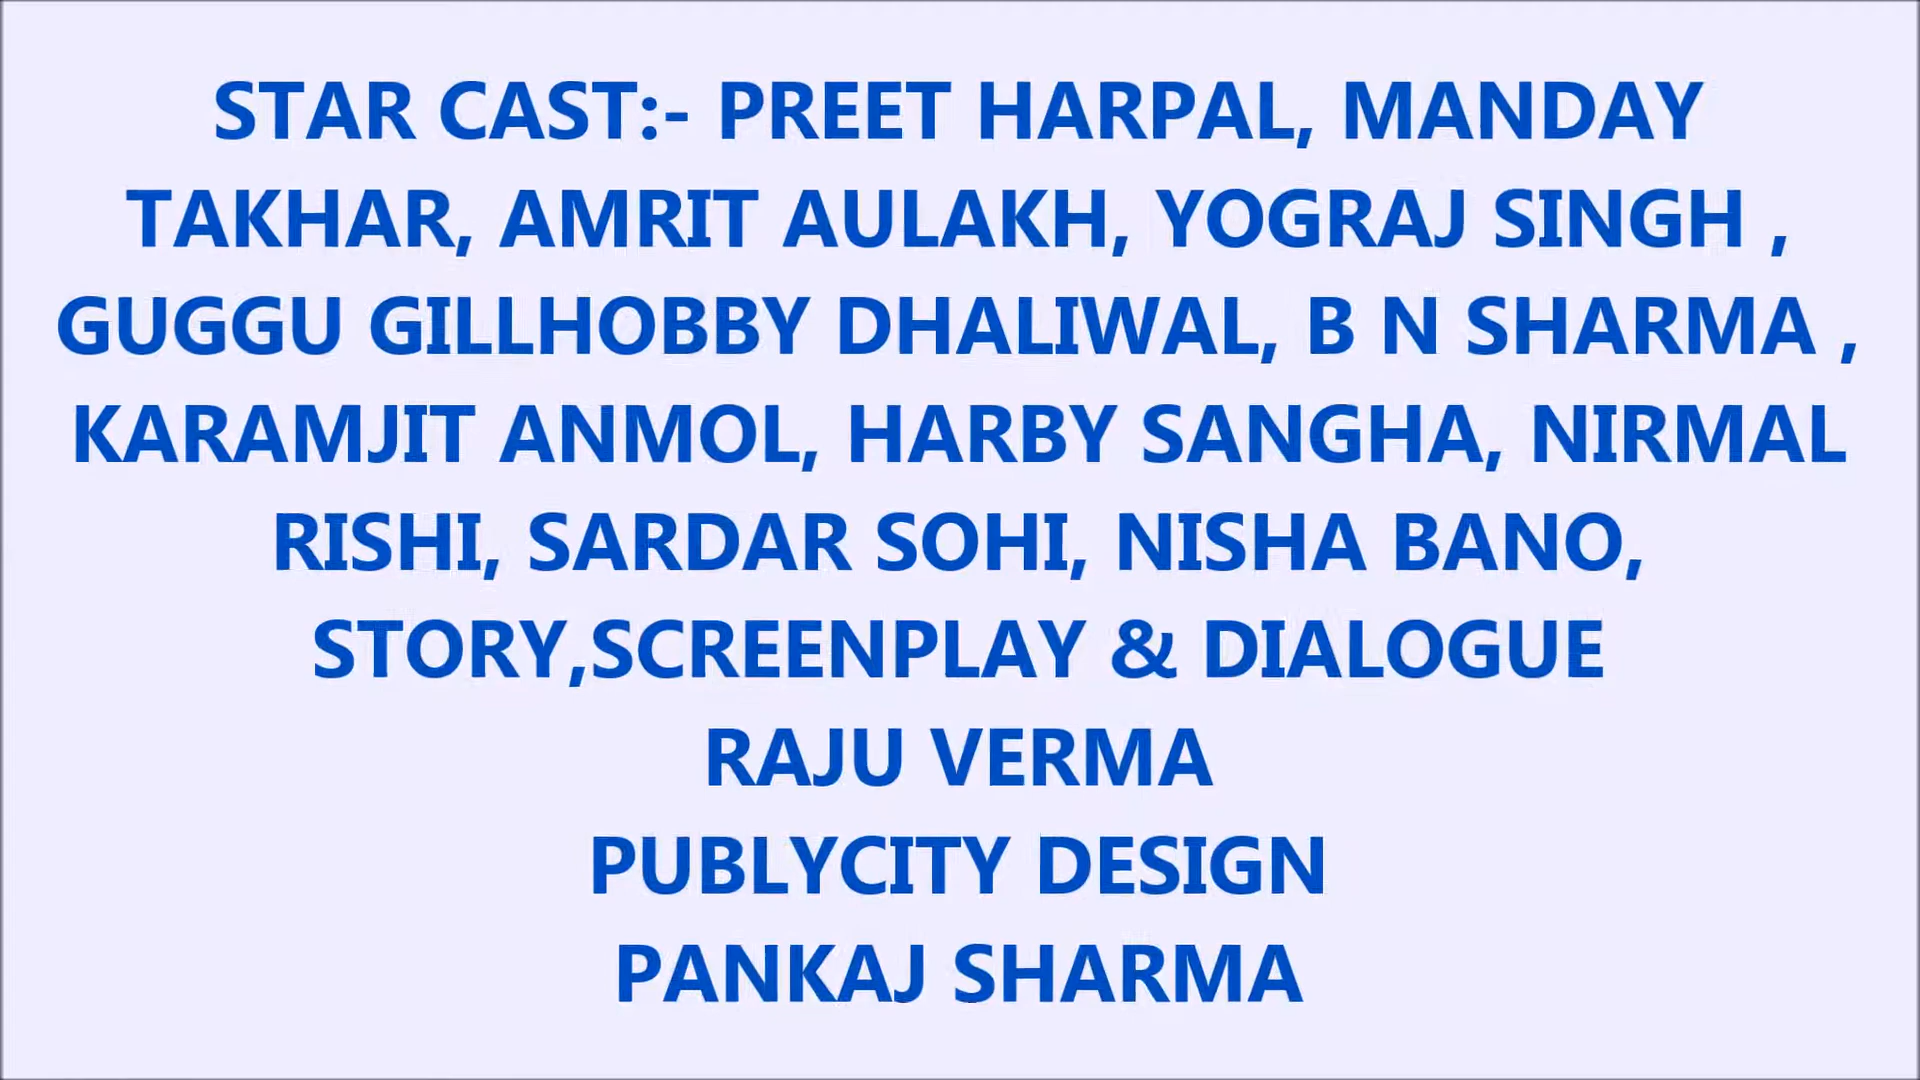 STAR CAST:- PREET HARPAL, MANDAY
TAKHAR, AMRIT AULAKH, YOGRAJ SINGH ,
GUGGU GILLHOBBY DHALIWAL, B N SHARMA ,
KARAMJIT ANMOL, HARBY SANGHA, NIRMAL
RISHI, SARDAR SOHI, NISHA BANO,
STORY,SCREENPLAY & DIALOGUE
RAJU VERMA
PUBLYCITY DESIGN
PANKAJ SHARMA